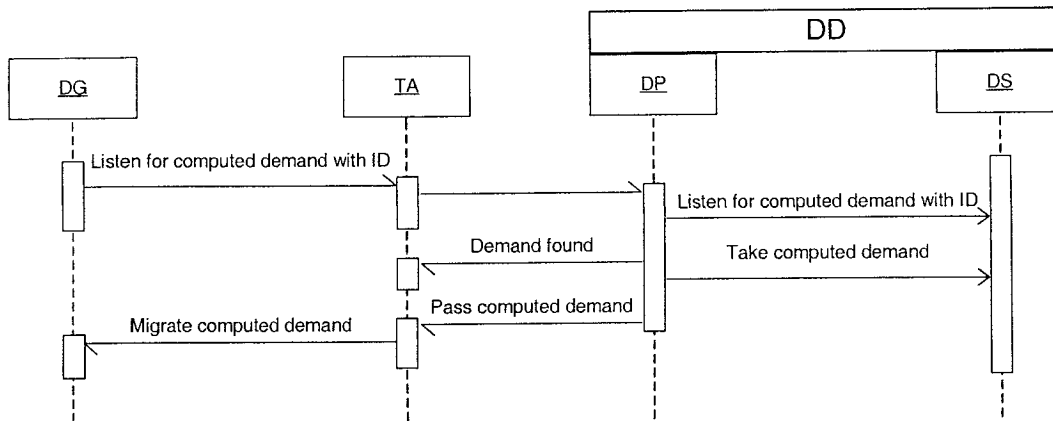 DD
DG
TA
DP
DS
Listen for computed demand with ID
Listen for computed demand with ID
Demand found
Take computed demand
Pass computed demand
Migrate computed demand